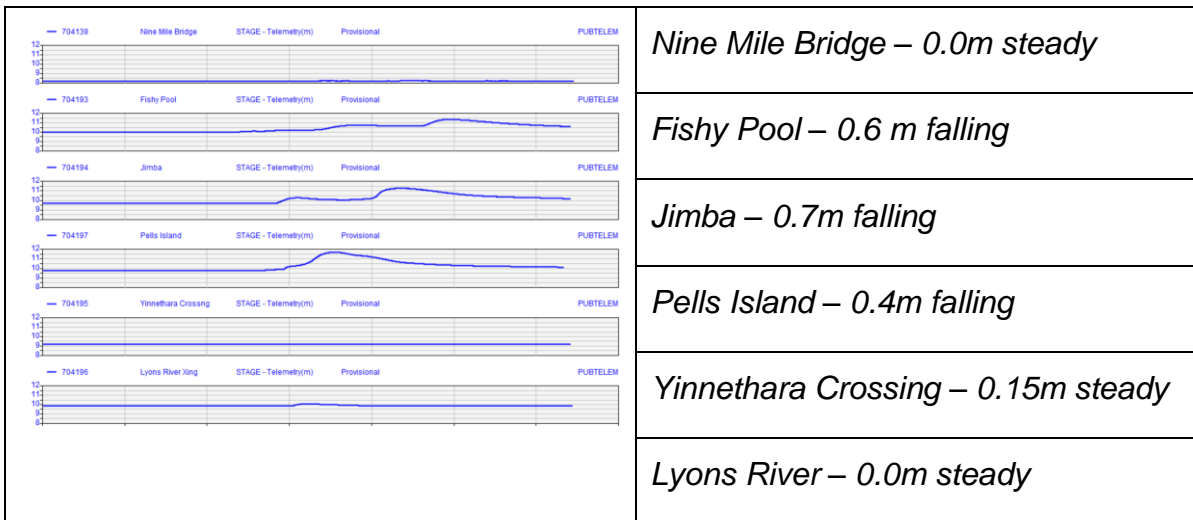 704139 Nine Mile Bridge STAGE - Telemetry(m) Provisional PUBTELEM
12
11
10
9
8
704193 Fishy Pool STAGE - Telemetry(m) Provisional PUBTELEM
12
11
10
9
8
704194 Jimba STAGE - Telemetry(m) Provisional PUBTELEM
12
11
10
9
8
704197 Pells Island STAGE - Telemetry(m) Provisional PUBTELEM
12
11
10
9
8
704195 Yinnethara Crossng STAGE - Telemetry(m) Provisional PUBTELEM
12
11
10
9
8
704196 Lyons River Xing STAGE - Telemetry(m) Provisional PUBTELEM
12
11
10
9
8
Nine Mile Bridge – 0.0m steady
Fishy Pool – 0.6 m falling
Jimba – 0.7m falling
Pells Island – 0.4m falling
Yinnethara Crossing – 0.15m steady
Lyons River – 0.0m steady